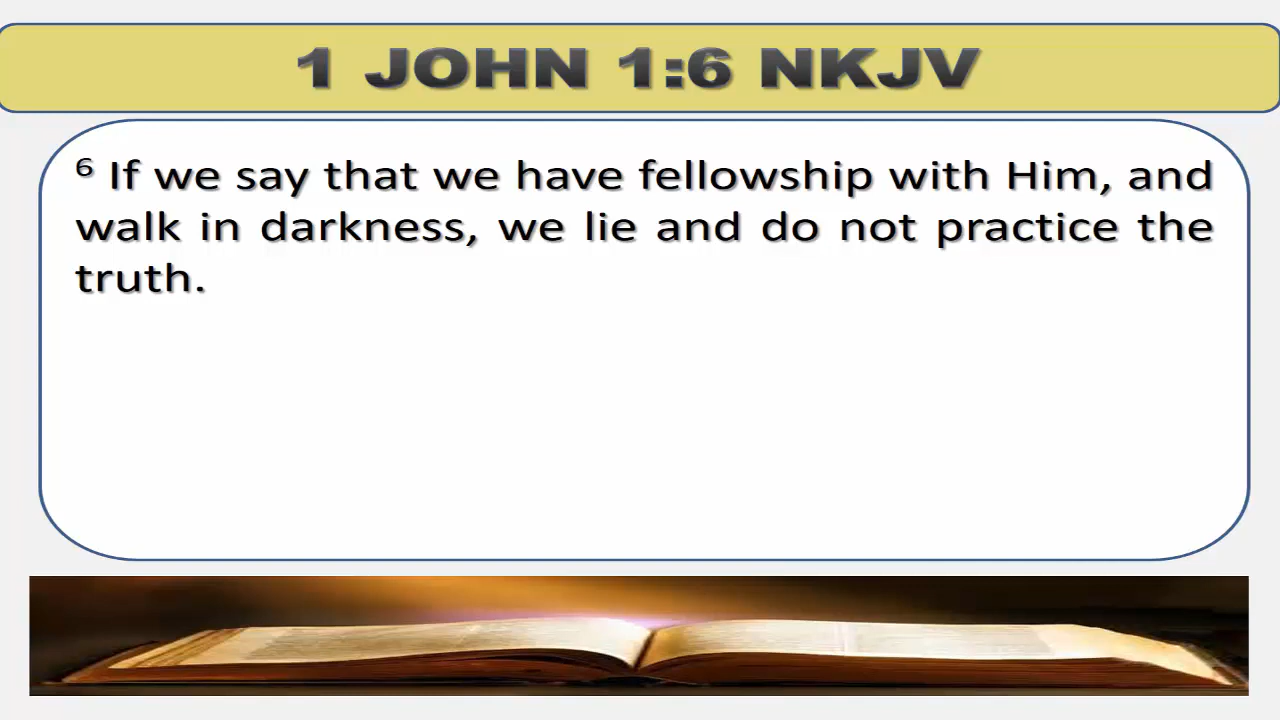 1 JOHN 1:6 NKJV
⁶ If we say that we have fellowship with Him, and
walk in darkness, we lie and do not practice the
truth.